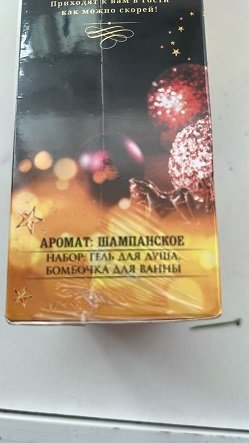 Приходят к вам в гости
как можно скорей!
АРОМАТ: ШАМПАНСКОЕ
НАБОР: ГЕЛЬ ДЛЯ ДУША,
БОМБОЧКА ДЛЯ ВАННЫ